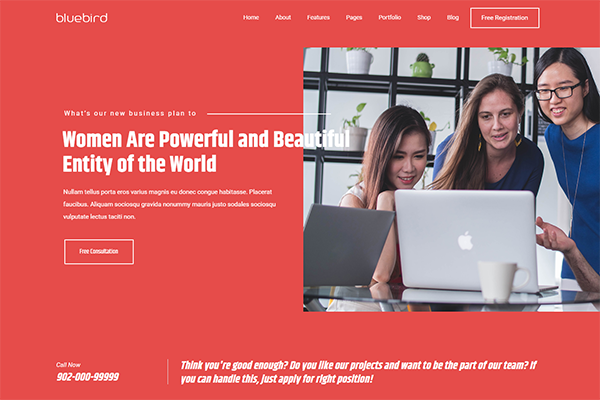 bluebird
Home About Features Pages Portfolio Shop Blog Free Registration
What's our new business plan to
Women Are Powerful and Beautiful
Entity of the World
Nullam tellus porta eros varius magnis eu donec congue habitasse. Placerat
faucibus. Aliquam sociosqu gravida nonummy mauris justo sodales sociosqu
vulputate lectus taciti non.
Free Consultation
Call Now
902-000-99999
Think you're good enough? Do you like our projects and want to be the part of our team? If
you can handle this, just apply for right position!